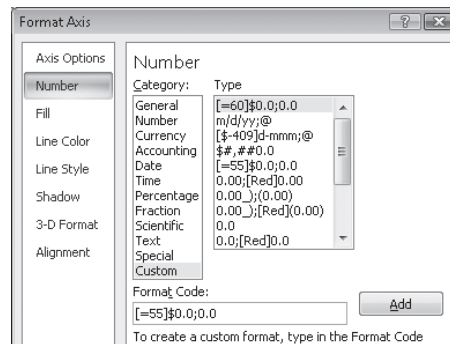 Format Axis
Axis Options
Number
Fill
Line Color
Line Style
Shadow
3-D Format
Alignment
Number
Category:
General
Number
Currency
Accounting
Date
Time
Percentage
Fraction
Scientific
Text
Special
Custom
Type
[=60]$0.0;0.0
m/d/yy;@
[$-409]d-mmm;@
$#,##0.0
[=55]$0.0;0.0
0.00;[Red]0.00
0.00_);(0.00)
0.00_);[Red](0.00)
0.0
0.0;[Red]0.0
Format Code:
[=55]$0.0;0.0
Add
To create a custom format, type in the Format Code